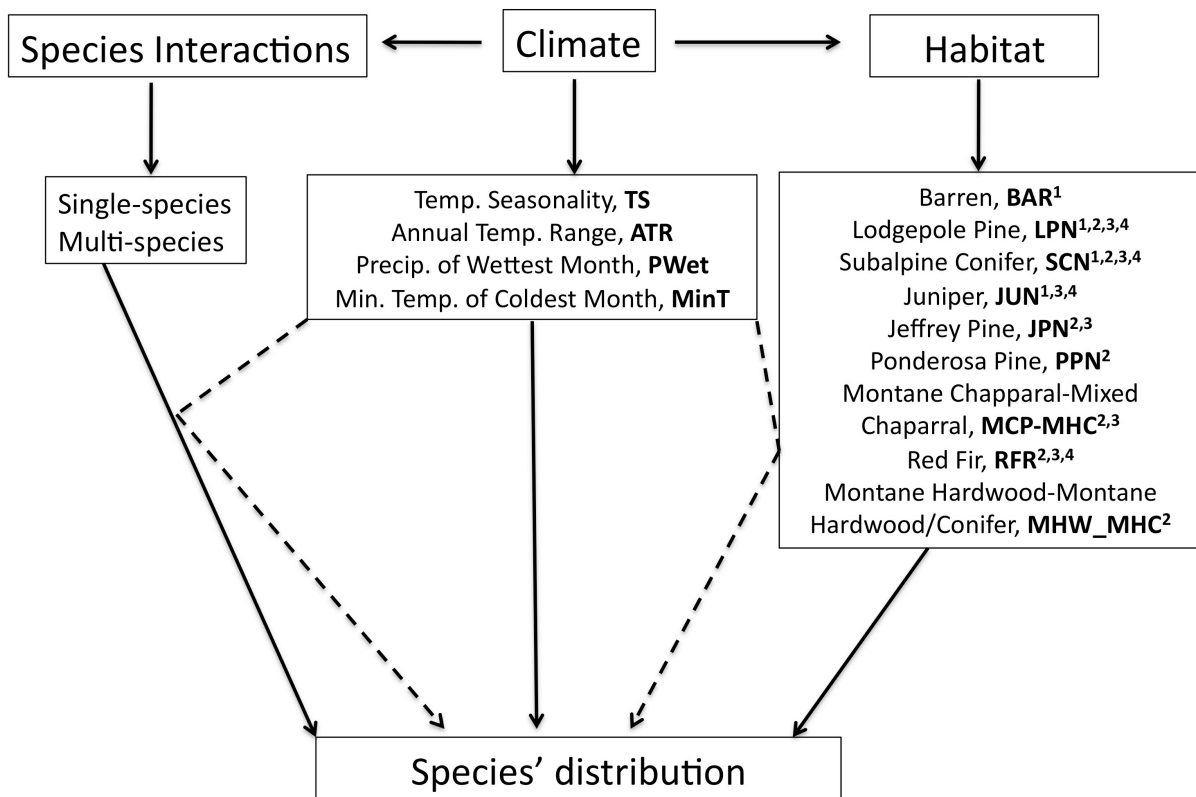 Species Interactions
Climate
Habitat
Single-species
Multi-species
Temp. Seasonality, TS
Annual Temp. Range, ATR
Precip. of Wettest Month, PWet
Min. Temp. of Coldest Month, MinT
Barren, BAR¹
Lodgepole Pine, LPN¹,²,³,⁴
Subalpine Conifer, SCN¹,²,³,⁴
Juniper, JUN¹,³,⁴
Jeffrey Pine, JPN²,³
Ponderosa Pine, PPN²
Montane Chapparal-Mixed
Chaparral, MCP-MHC²,³
Red Fir, RFR²,³,⁴
Montane Hardwood-Montane
Hardwood/Conifer, MHW_MHC²
Species’ distribution